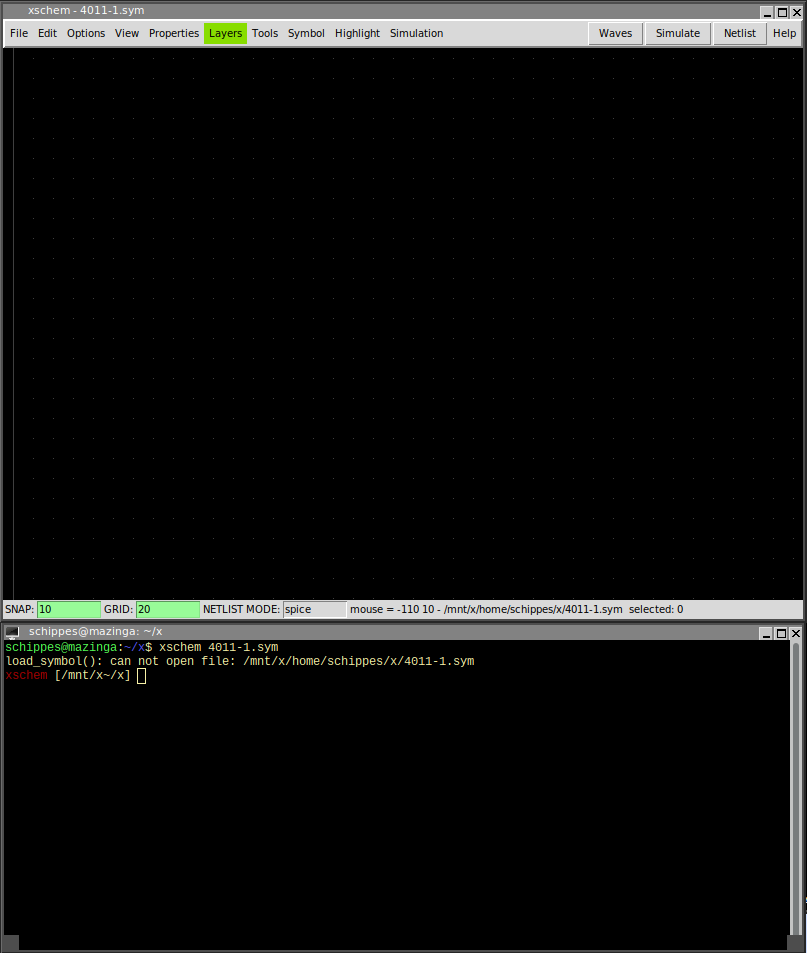 xschem - 4011-1.sym
File Edit Options View Properties Layers Tools Symbol Highlight Simulation Waves Simulate Netlist Help
SNAP: 10 GRID: 20 NETLIST MODE: spice mouse = -110 10 - /mnt/x/home/schippes/x/4011-1.sym selected: 0
schippes@mazinga: ~/x
schippes@mazinga:~/x$ xschem 4011-1.sym
load_symbol(): can not open file: /mnt/x/home/schippes/x/4011-1.sym
xschem [/mnt/x~/x]